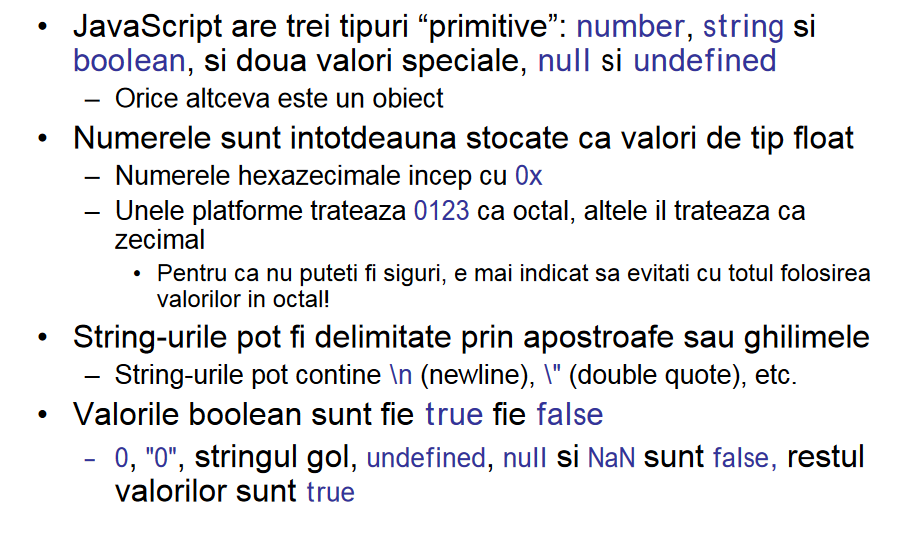 • JavaScript are trei tipuri “primitive”: number, string si
boolean, si doua valori speciale, null si undefined
– Orice altceva este un obiect
• Numerele sunt intotdeauna stocate ca valori de tip float
– Numerele hexazecimale incep cu 0x
– Unele platforme trateaza 0123 ca octal, altele il trateaza ca
zecimal
• Pentru ca nu puteti fi siguri, e mai indicat sa evitati cu totul folosirea
valorilor in octal!
• String-urile pot fi delimitate prin apostroafe sau ghilimele
– String-urile pot contine \n (newline), \" (double quote), etc.
• Valorile boolean sunt fie true fie false
– 0, "0", stringul gol, undefined, null si NaN sunt false, restul
valorilor sunt true